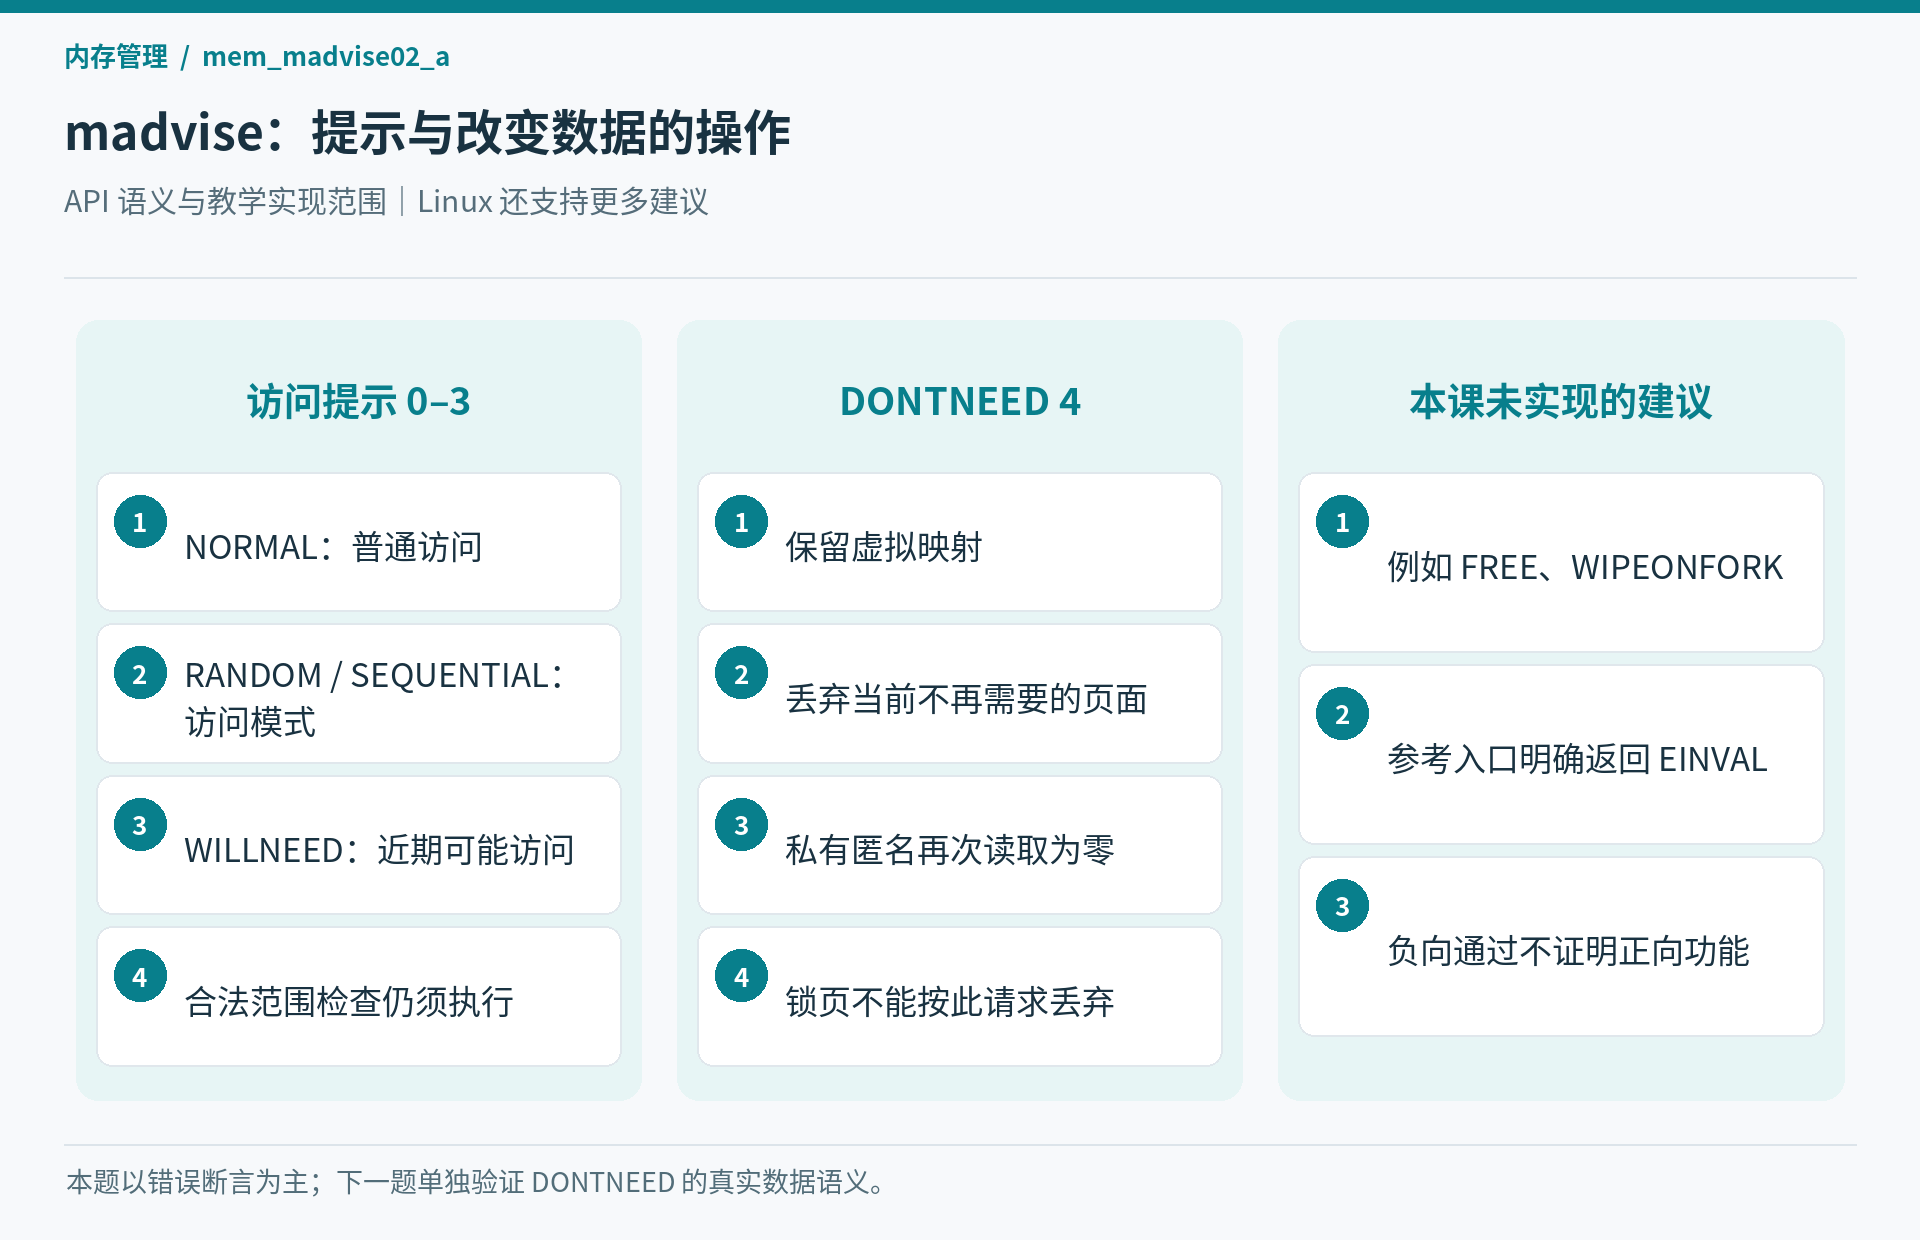 内存管理 / mem_madvise02_a
madvise：提示与改变数据的操作
API 语义与教学实现范围｜Linux 还支持更多建议
访问提示 0–3
1
NORMAL：普通访问
2
RANDOM / SEQUENTIAL：
访问模式
3
WILLNEED：近期可能访问
4
合法范围检查仍须执行
DONTNEED 4
1
保留虚拟映射
2
丢弃当前不再需要的页面
3
私有匿名再次读取为零
4
锁页不能按此请求丢弃
本课未实现的建议
1
例如 FREE、WIPEONFORK
2
参考入口明确返回 EINVAL
3
负向通过不证明正向功能
本题以错误断言为主；下一题单独验证 DONTNEED 的真实数据语义。